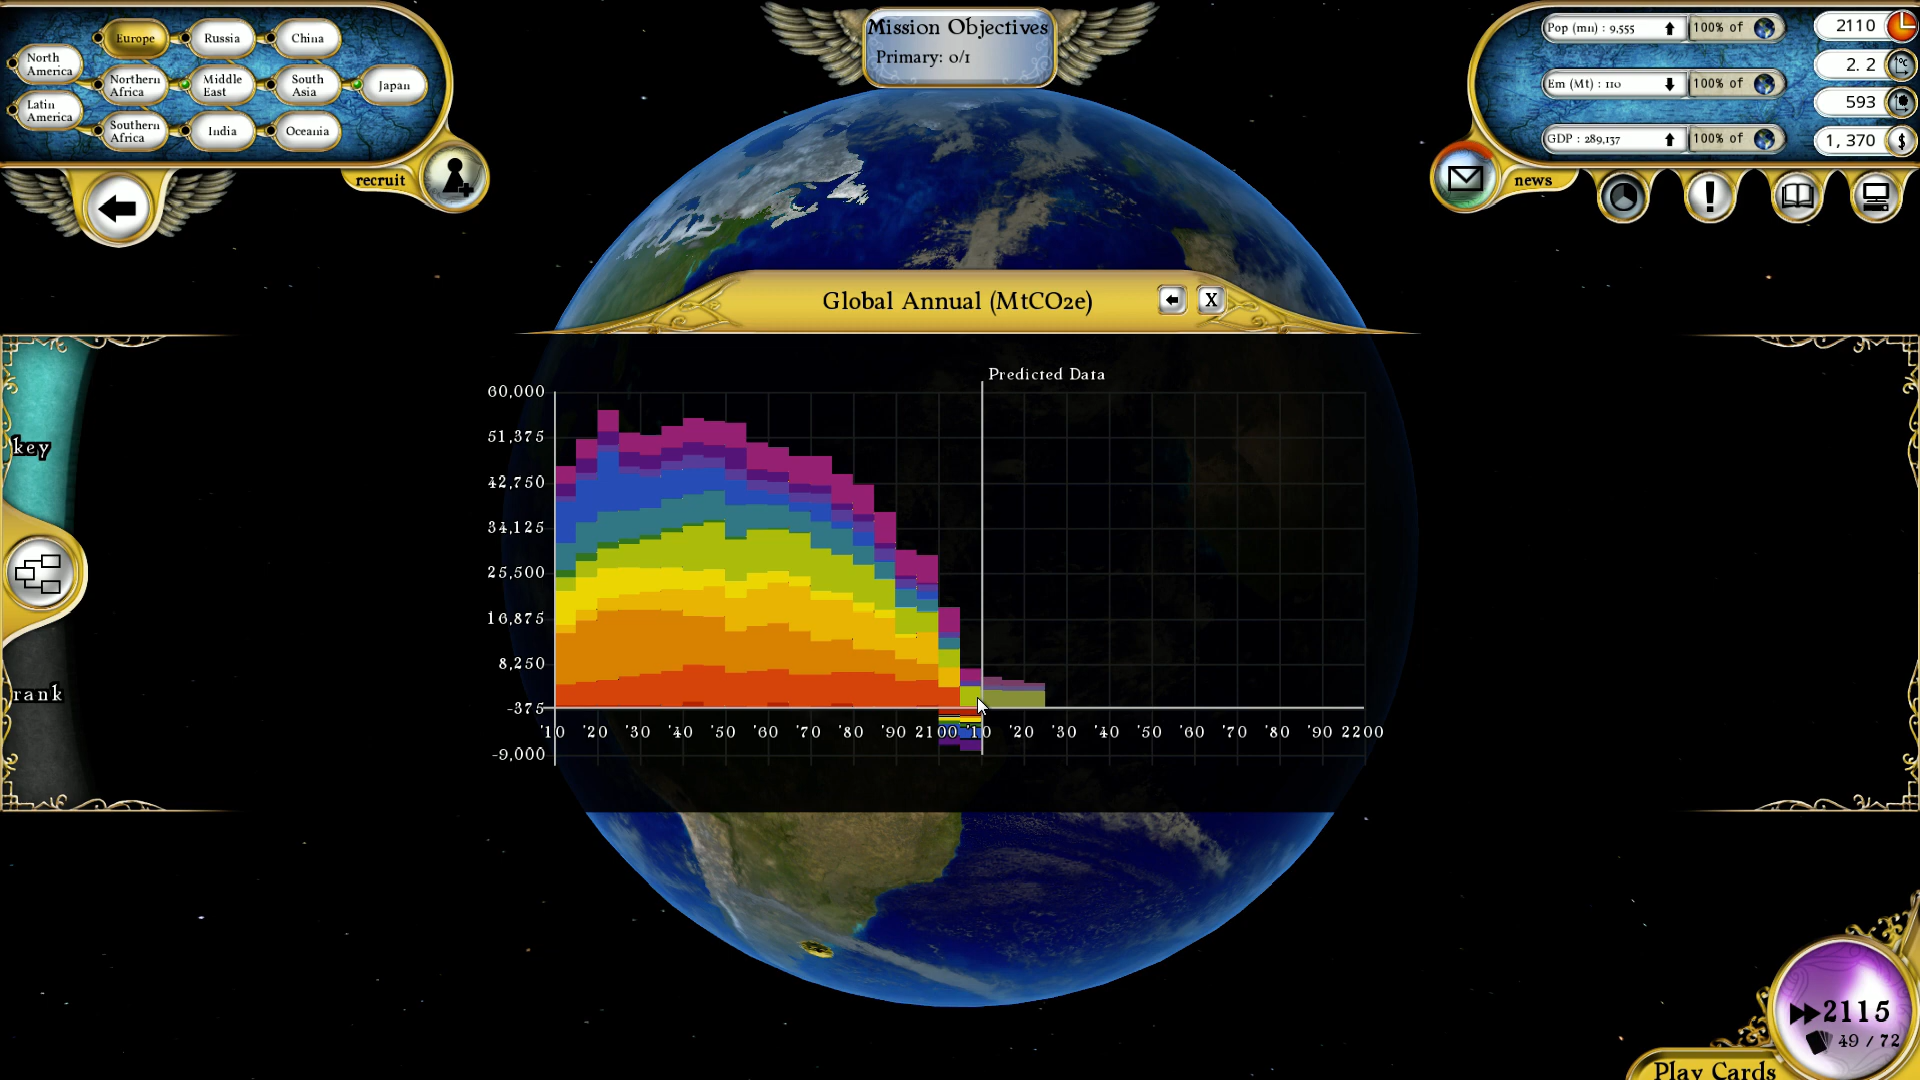 Europe
Russia
China
North
America
Northern
Africa
Middle
East
South
Asia
Japan
Latin
America
Southern
Africa
India
Oceania
recruit
Mission Objectives
Primary: 0/1
Pop (mn) : 9,555
100% of
2110
Em (Mt) : 110
100% of
2.2
°C
593
GDP : 289,137
100% of
1,370
$
news
!
Global Annual (MtCO2e)
X
Predicted Data
60,000
51,375
42,750
34,125
25,500
16,875
8,250
-375
-9,000
'10 '20 '30 '40 '50 '60 '70 '80 '90 2100 '10 '20 '30 '40 '50 '60 '70 '80 '90 2200
key
rank
2115
49 / 72
Play Cards